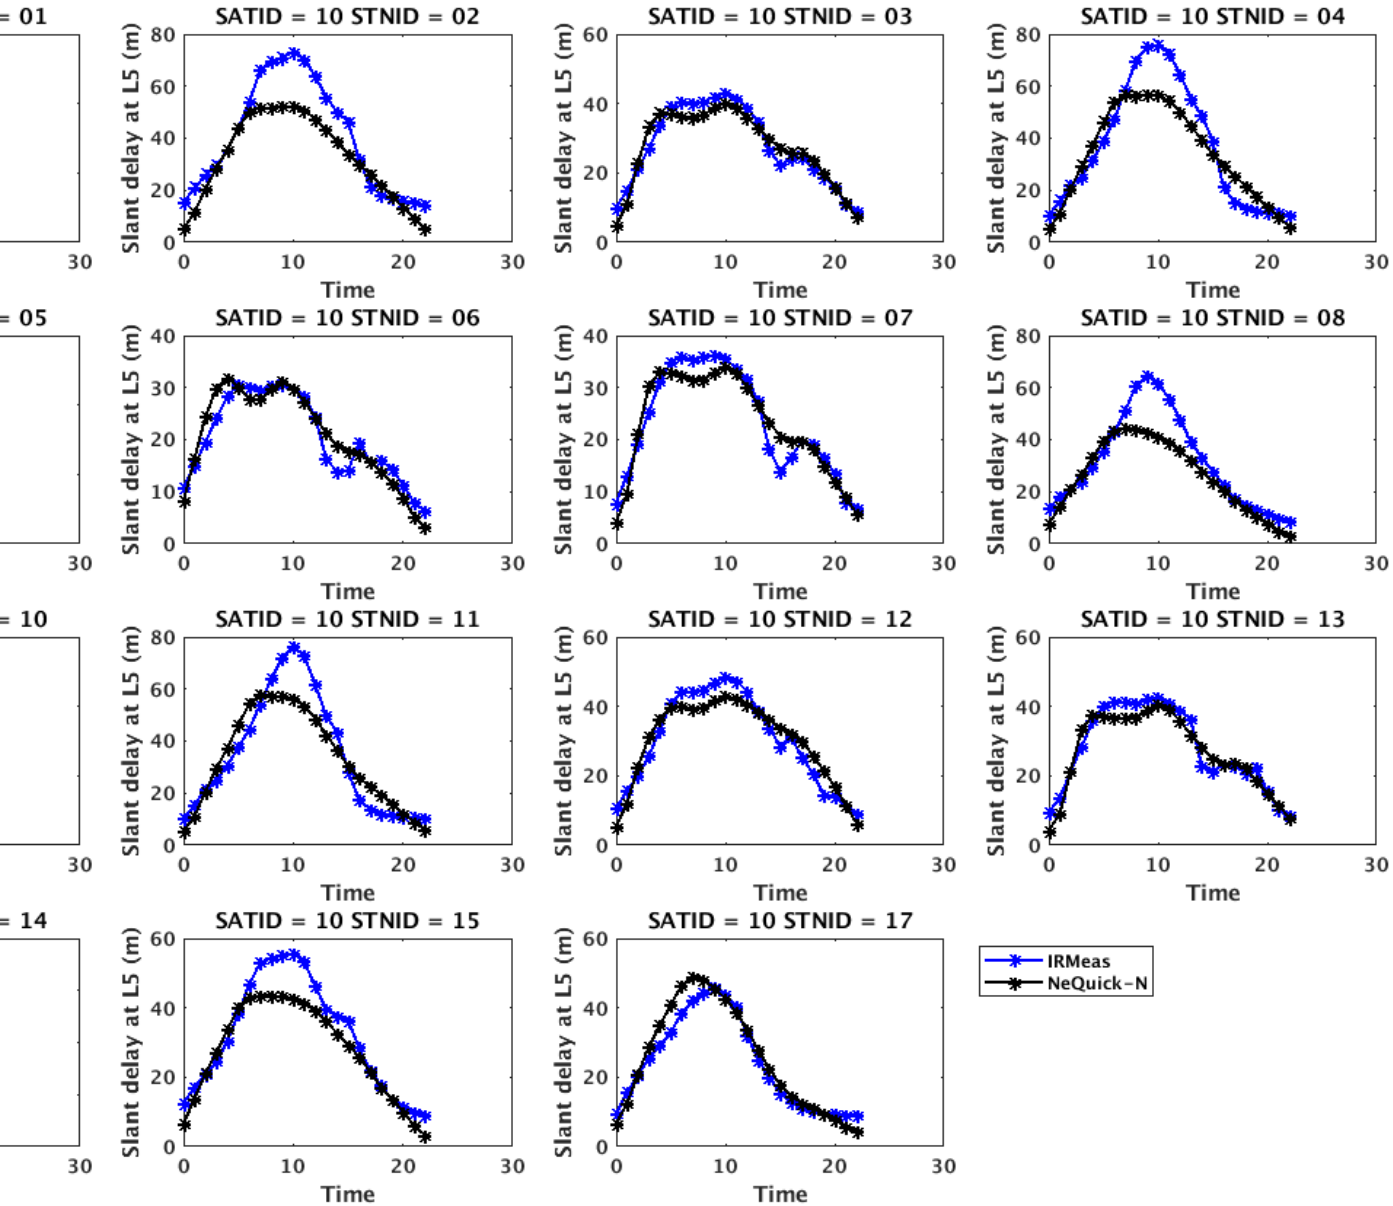 = 01
30
SATID = 10 STNID = 02
Slant delay at L5 (m)
80
60
40
20
0
0 10 20 30
Time
SATID = 10 STNID = 03
Slant delay at L5 (m)
60
40
20
0
0 10 20 30
Time
SATID = 10 STNID = 04
Slant delay at L5 (m)
80
60
40
20
0
0 10 20 30
Time
= 05
30
SATID = 10 STNID = 06
Slant delay at L5 (m)
40
30
20
10
0
0 10 20 30
Time
SATID = 10 STNID = 07
Slant delay at L5 (m)
40
30
20
10
0
0 10 20 30
Time
SATID = 10 STNID = 08
Slant delay at L5 (m)
80
60
40
20
0
0 10 20 30
Time
= 10
30
SATID = 10 STNID = 11
Slant delay at L5 (m)
80
60
40
20
0
0 10 20 30
Time
SATID = 10 STNID = 12
Slant delay at L5 (m)
60
40
20
0
0 10 20 30
Time
SATID = 10 STNID = 13
Slant delay at L5 (m)
60
40
20
0
0 10 20 30
Time
= 14
30
SATID = 10 STNID = 15
Slant delay at L5 (m)
60
40
20
0
0 10 20 30
Time
SATID = 10 STNID = 17
Slant delay at L5 (m)
60
40
20
0
0 10 20 30
Time
IRMeas
NeQuick-N